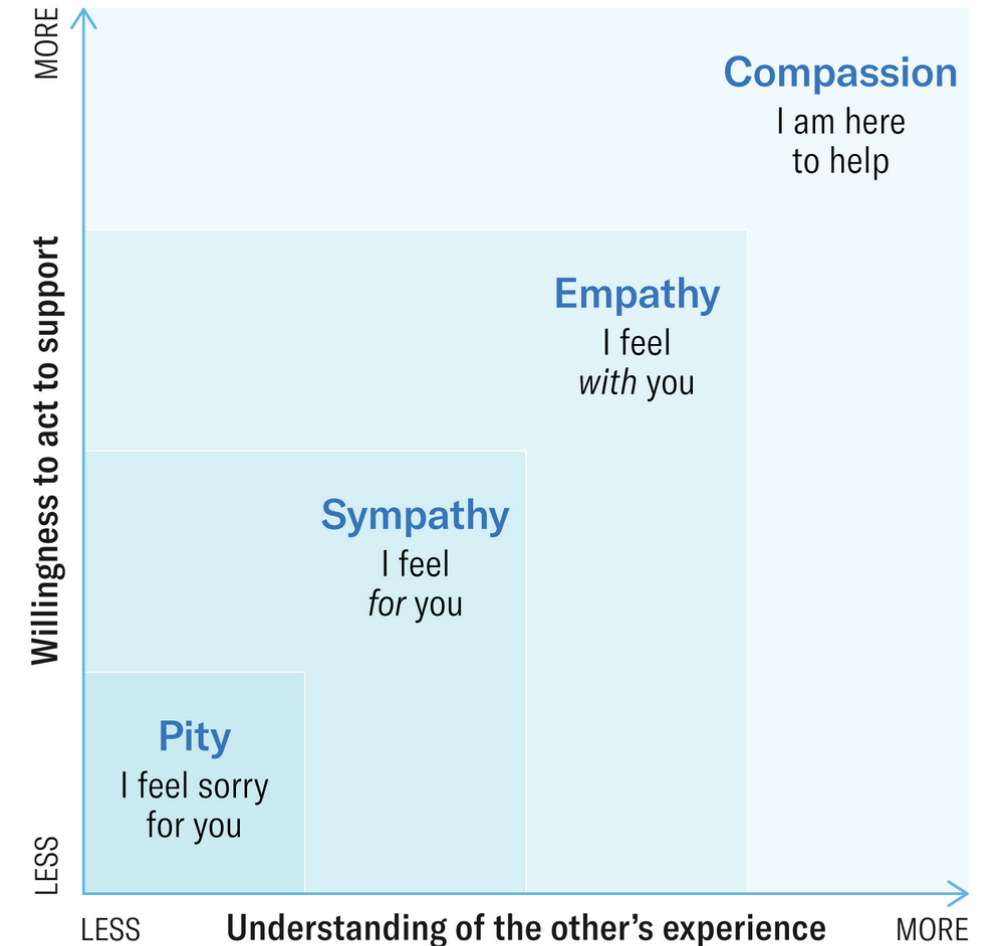 MORE
Compassion
I am here
to help
Willingness to act to support
Empathy
I feel
with you
Sympathy
I feel
for you
Pity
I feel sorry
for you
LESS
LESS
Understanding of the other’s experience
MORE